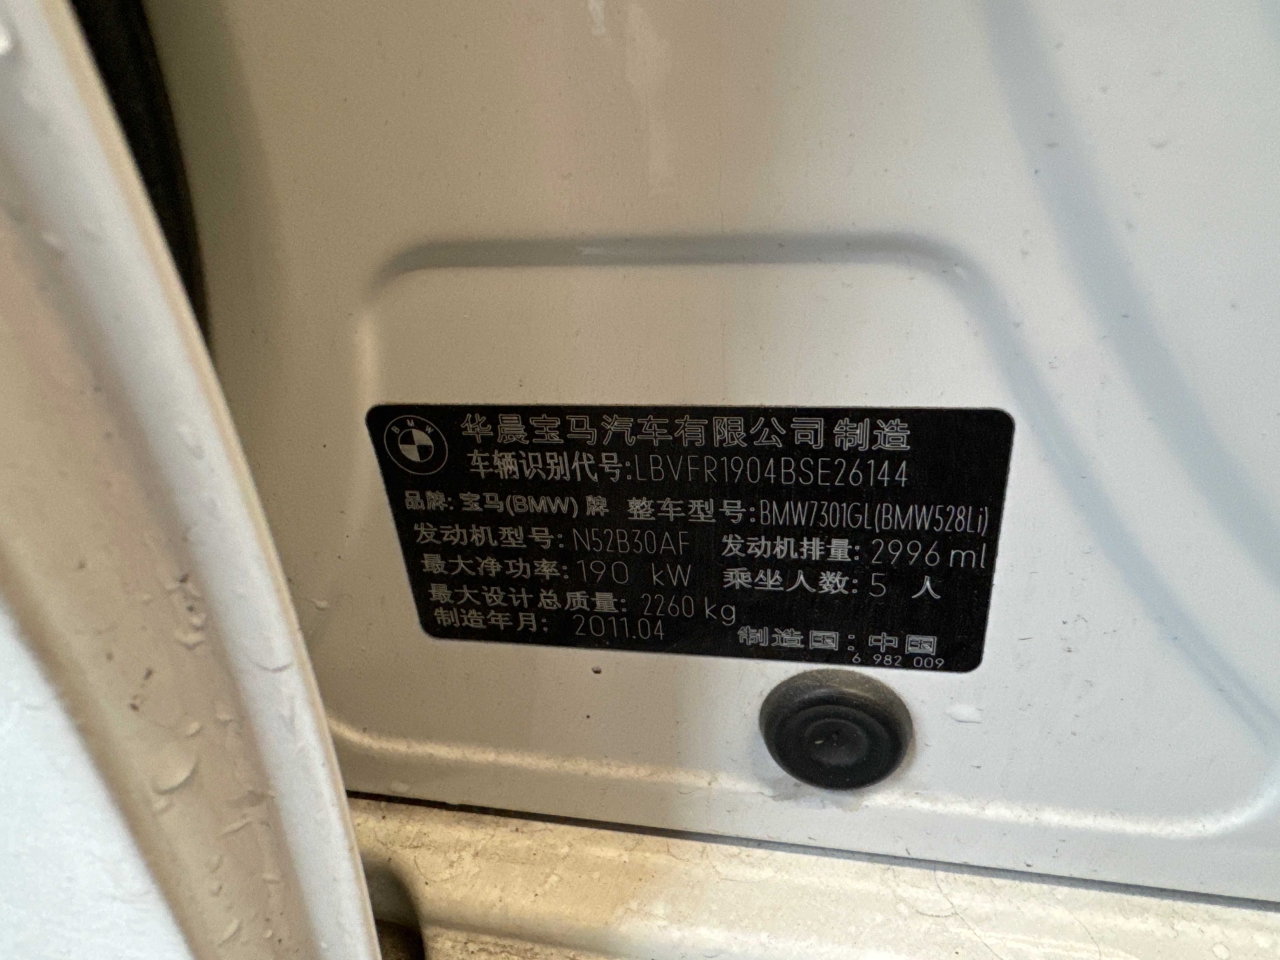 BMW
华晨宝马汽车有限公司制造
车辆识别代号:LBVFR1904BSE26144
品牌: 宝马(BMW) 牌 整车型号:BMW7301GL(BMW528Li)
发动机型号: N52B30AF 发动机排量: 2996 ml
最大净功率: 190 kW 乘坐人数: 5 人
最大设计总质量: 2260 kg
制造年月: 2011.04 制造国: 中国
6 982 009